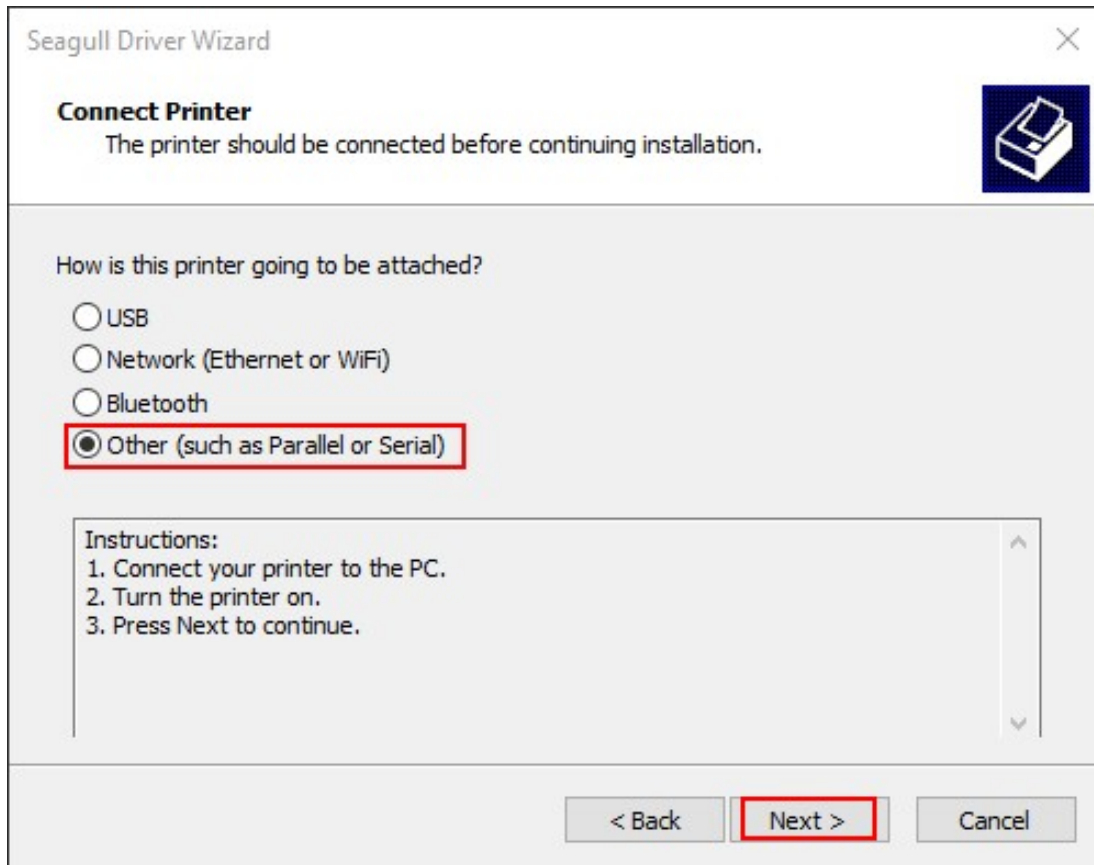 Seagull Driver Wizard
Connect Printer
The printer should be connected before continuing installation.
How is this printer going to be attached?
USB
Network (Ethernet or WiFi)
Bluetooth
Other (such as Parallel or Serial)
Instructions:
1. Connect your printer to the PC.
2. Turn the printer on.
3. Press Next to continue.
< Back Next > Cancel